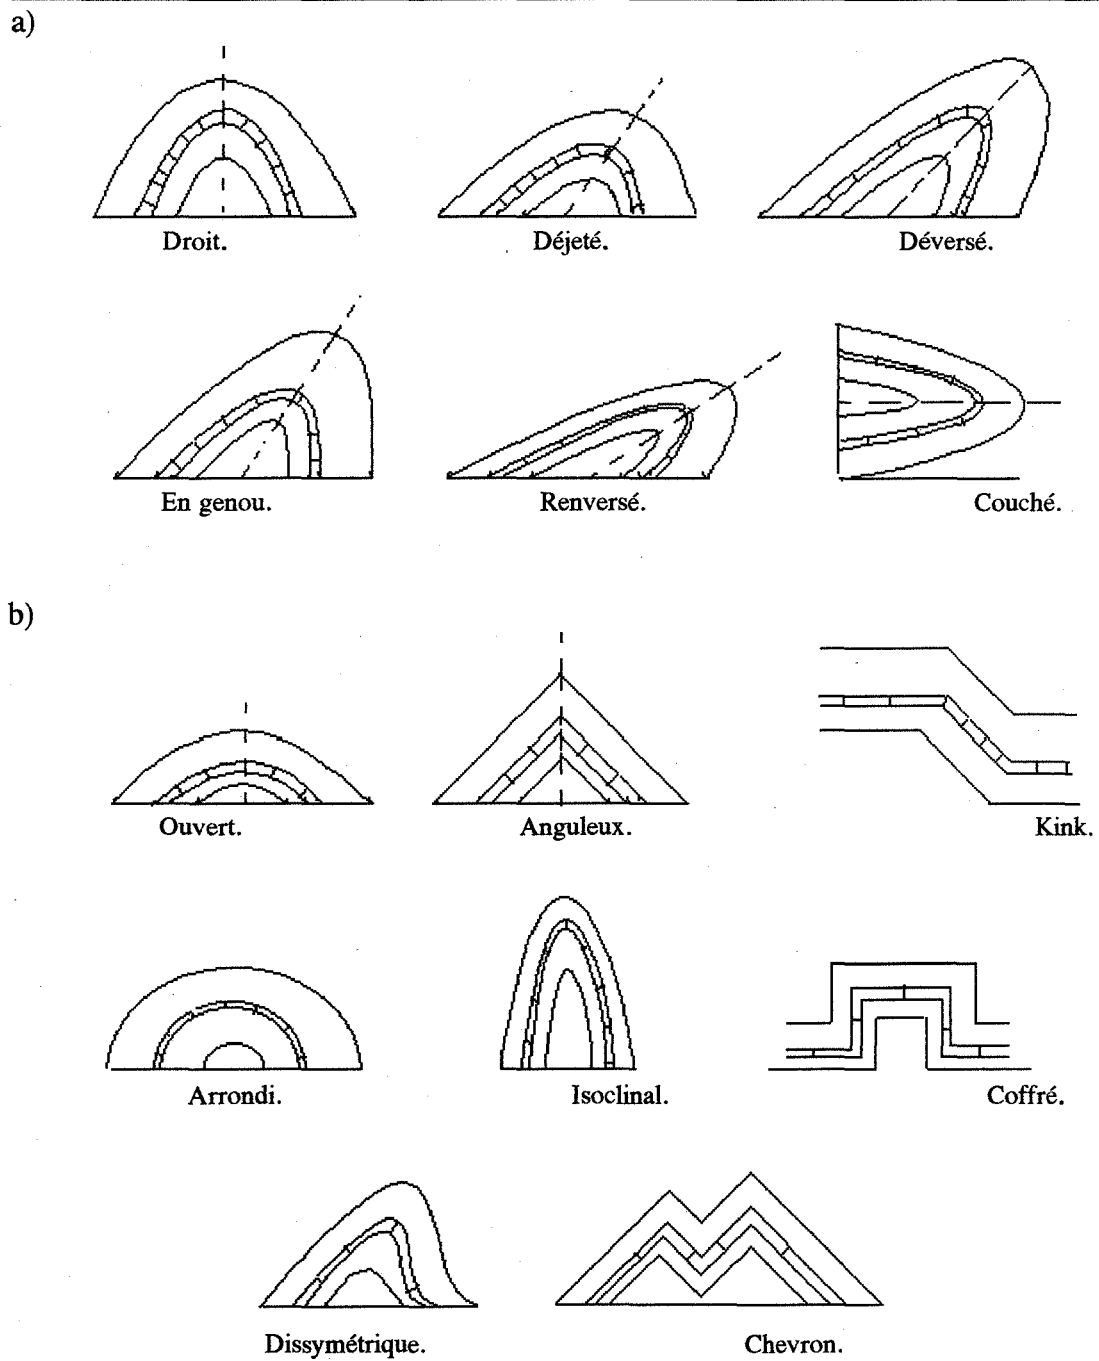 a)
Droit.
Déjeté.
Déversé.
En genou.
Renversé.
Couché.
b)
Ouvert.
Anguleux.
Kink.
Arrondi.
Isoclinal.
Coffré.
Dissymétrique.
Chevron.